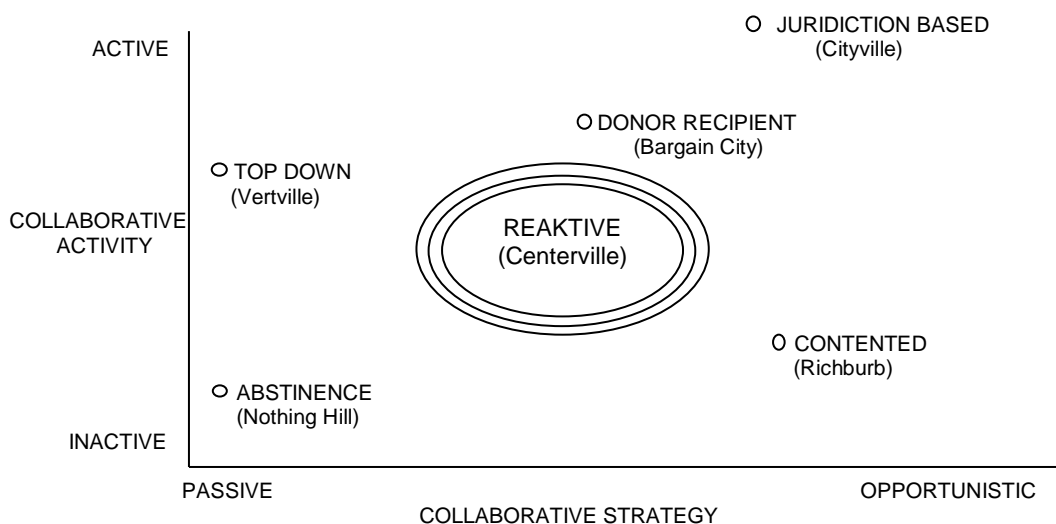 JURIDICTION BASED
(Cityville)
ACTIVE
DONOR RECIPIENT
(Bargain City)
TOP DOWN
(Vertville)
COLLABORATIVE
ACTIVITY
REAKTIVE
(Centerville)
CONTENTED
(Richburb)
ABSTINENCE
(Nothing Hill)
INACTIVE
PASSIVE
OPPORTUNISTIC
COLLABORATIVE STRATEGY